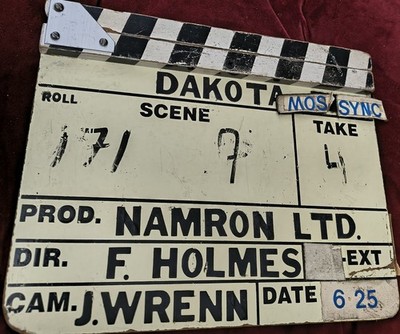 DAKOTA
MOS SYNC
ROLL SCENE TAKE
171 9 4
PROD. NAMRON LTD.
DIR. F. HOLMES -EXT
CAM. J.WRENN DATE 6 25